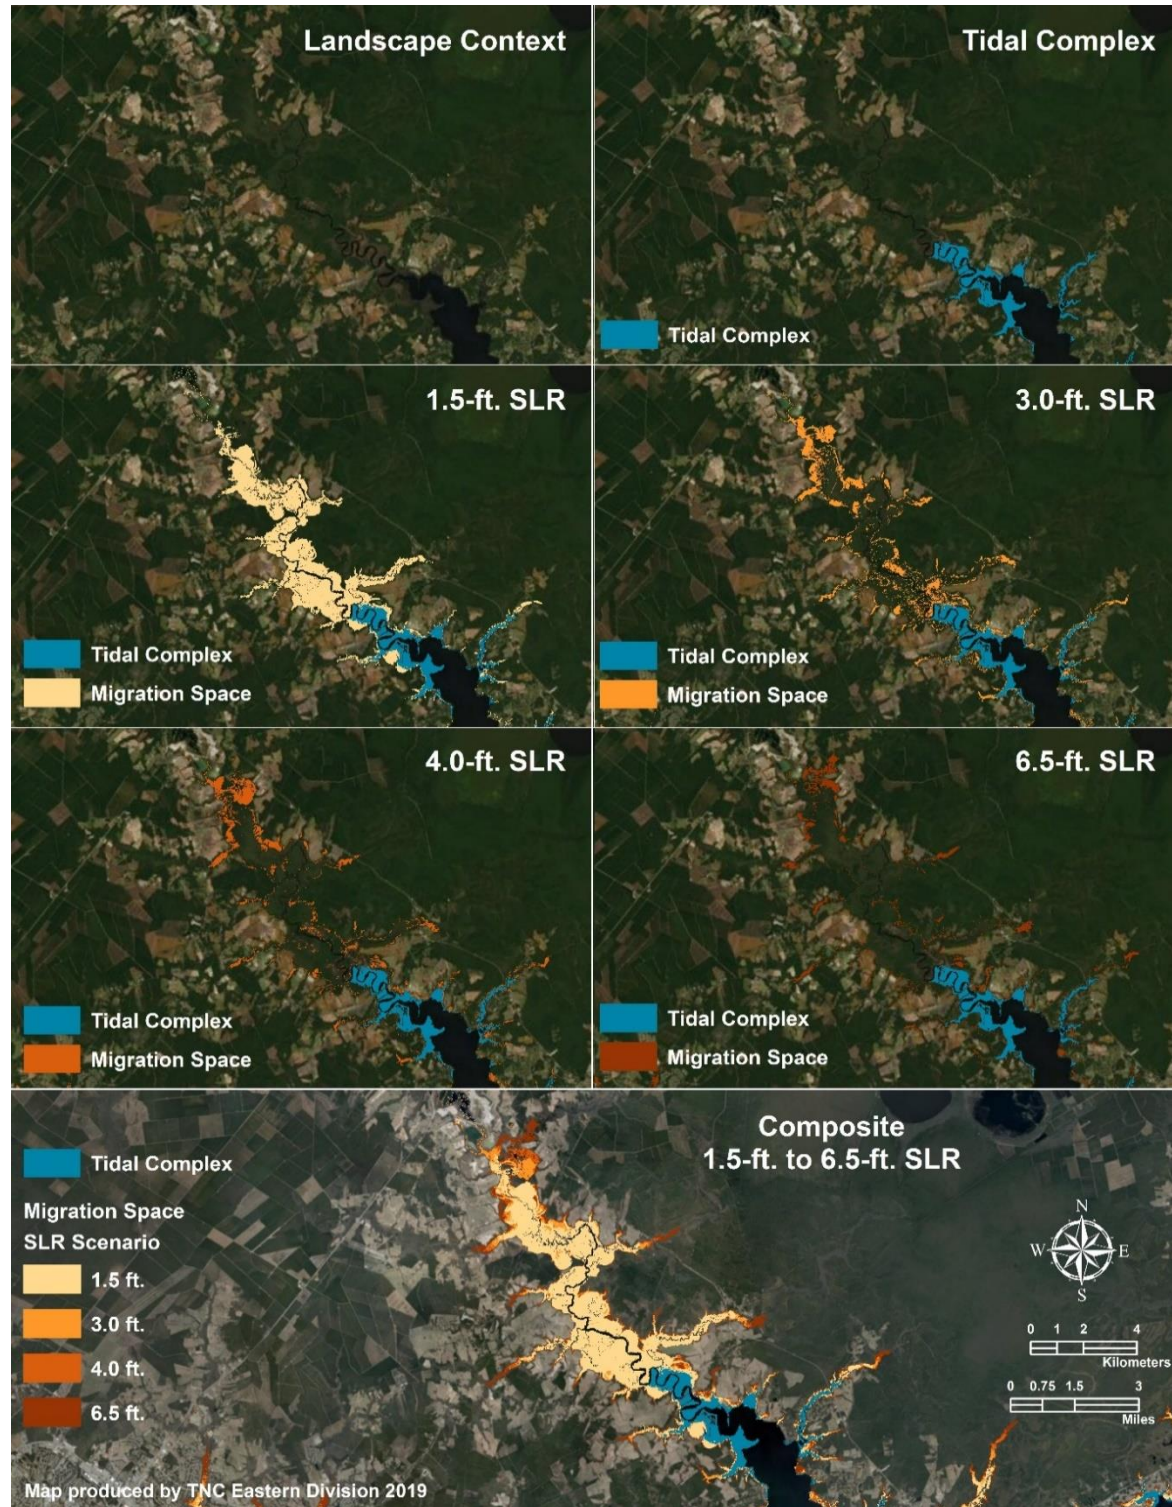 Landscape Context
Tidal Complex
Tidal Complex
1.5-ft. SLR
Tidal Complex
Migration Space
3.0-ft. SLR
Tidal Complex
Migration Space
4.0-ft. SLR
Tidal Complex
Migration Space
6.5-ft. SLR
Tidal Complex
Migration Space
Composite
1.5-ft. to 6.5-ft. SLR
Tidal Complex
Migration Space
SLR Scenario
1.5 ft.
3.0 ft.
4.0 ft.
6.5 ft.
N
W E
S
0 1 2 4
Kilometers
0 0.75 1.5 3
Miles
Map produced by TNC Eastern Division 2019